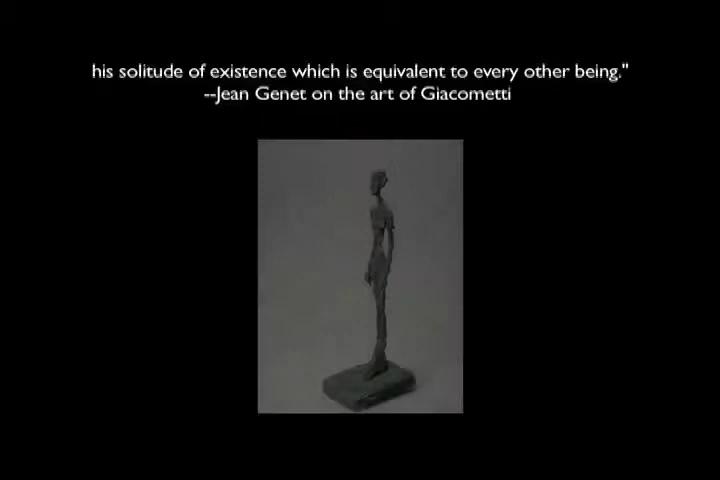 his solitude of existence which is equivalent to every other being."
--Jean Genet on the art of Giacometti